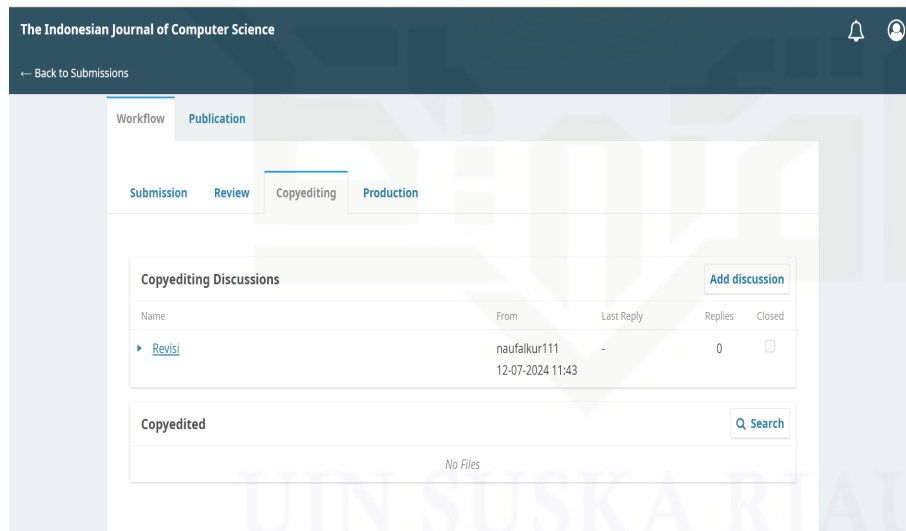 The Indonesian Journal of Computer Science
← Back to Submissions
Workflow Publication
Submission Review Copyediting Production
Copyediting Discussions Add discussion
Name From Last Reply Replies Closed
Revisi naufalkur111 - 0
12-07-2024 11:43
Copyedited Search
No Files
UIN SUSKA RIAU